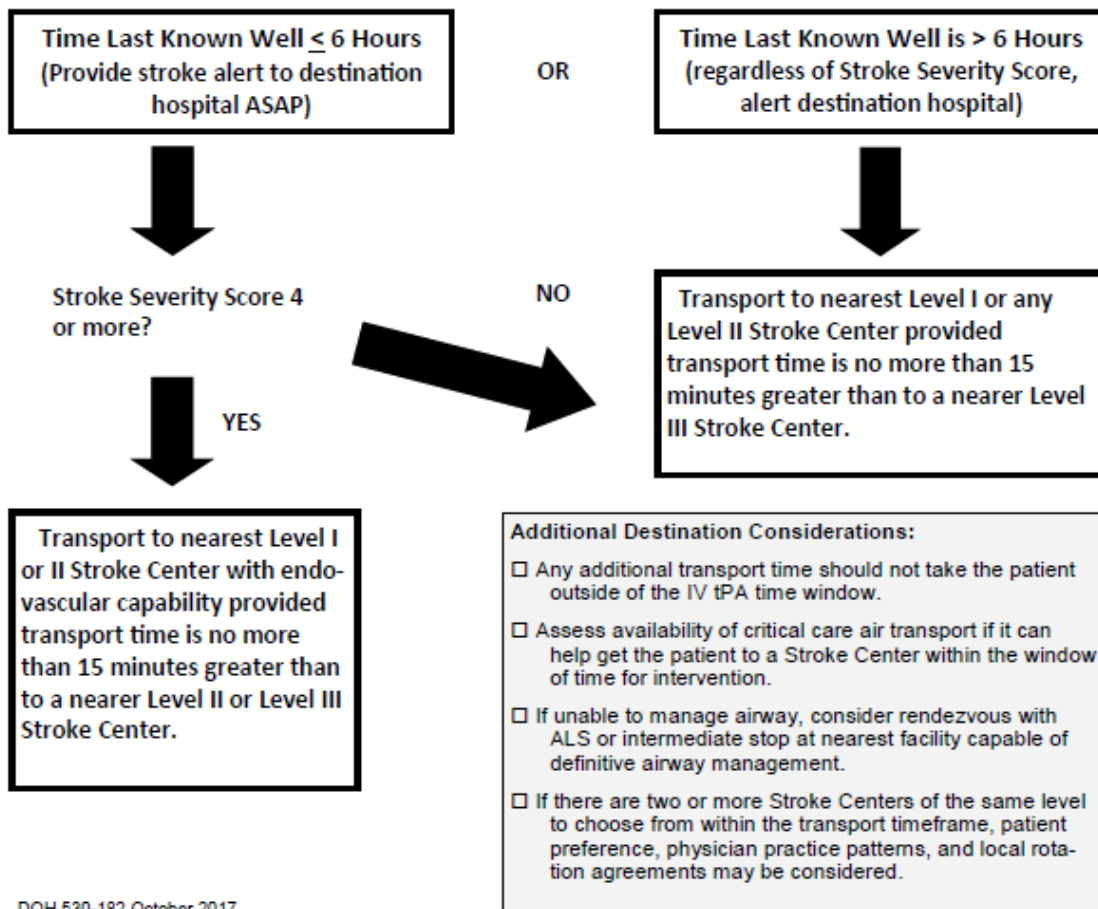 Time Last Known Well < 6 Hours
(Provide stroke alert to destination
hospital ASAP)
OR
Time Last Known Well is > 6 Hours
(regardless of Stroke Severity Score,
alert destination hospital)
Stroke Severity Score 4
or more?
NO
YES
Transport to nearest Level I or any
Level II Stroke Center provided
transport time is no more than 15
minutes greater than to a nearer Level
III Stroke Center.
Transport to nearest Level I
or II Stroke Center with endo-
vascular capability provided
transport time is no more
than 15 minutes greater than
to a nearer Level II or Level III
Stroke Center.
Additional Destination Considerations:
☐ Any additional transport time should not take the patient
outside of the IV tPA time window.
☐ Assess availability of critical care air transport if it can
help get the patient to a Stroke Center within the window
of time for intervention.
☐ If unable to manage airway, consider rendezvous with
ALS or intermediate stop at nearest facility capable of
definitive airway management.
☐ If there are two or more Stroke Centers of the same level
to choose from within the transport timeframe, patient
preference, physician practice patterns, and local rota-
tion agreements may be considered.
DOH 530-182 October 2017